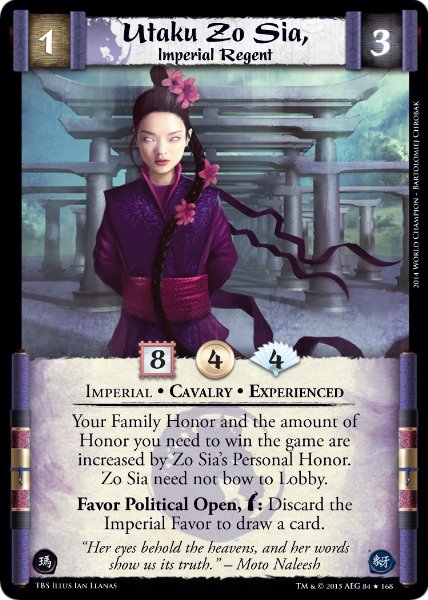 1
Utaku Zo Sia,
3
Imperial Regent
2014 World Champion - Bartolomiej Chrobak
8
4
4
Imperial • Cavalry • Experienced
Your Family Honor and the amount of
Honor you need to win the game are
increased by Zo Sia's Personal Honor.
Zo Sia need not bow to Lobby.
Favor Political Open, : Discard the
Imperial Favor to draw a card.
“Her eyes behold the heavens, and her words
show us its truth.” – Moto Naleesh
TBS Illus Ian Llanas
TM & © 2015 AEG 84 ★ 168